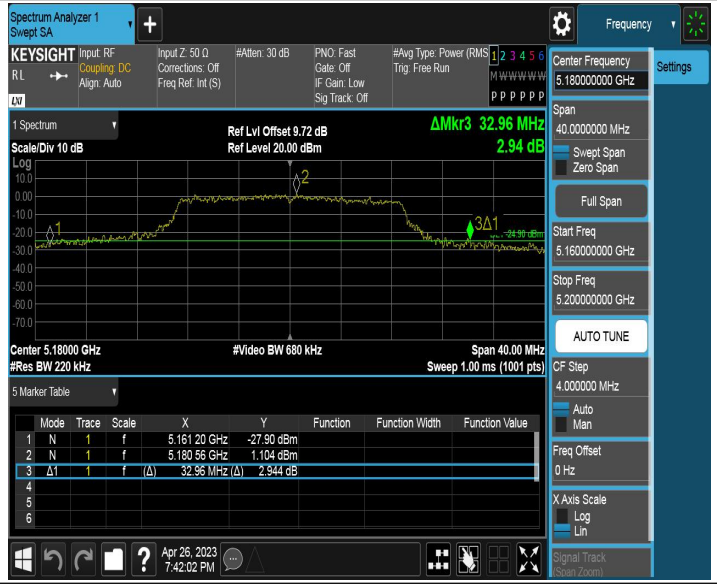 Spectrum Analyzer 1
Swept SA
Frequency
KEYSIGHT
RL
LXI
Input: RF
Coupling: DC
Align: Auto
Input Z: 50 Ω
Corrections: Off
Freq Ref: Int (S)
#Atten: 30 dB
PNO: Fast
Gate: Off
IF Gain: Low
Sig Track: Off
#Avg Type: Power (RMS
Trig: Free Run
1 2 3 4 5 6
M W W W W W
P P P P P P
Center Frequency
5.180000000 GHz
Settings
Span
40.0000000 MHz
Swept Span
Zero Span
Full Span
Start Freq
5.160000000 GHz
Stop Freq
5.200000000 GHz
AUTO TUNE
CF Step
4.000000 MHz
Auto
Man
Freq Offset
0 Hz
X Axis Scale
Log
Lin
Signal Track
(Span Zoom)
1 Spectrum
Scale/Div 10 dB
Ref Lvl Offset 9.72 dB
Ref Level 20.00 dBm
ΔMkr3 32.96 MHz
2.94 dB
Log
10.0
0.00
-10.0
-20.0
-30.0
-40.0
-50.0
-60.0
-70.0
1
2
3Δ1
-24.90 dBm
Center 5.18000 GHz
#Res BW 220 kHz
#Video BW 680 kHz
Span 40.00 MHz
Sweep 1.00 ms (1001 pts)
5 Marker Table
Mode Trace Scale X Y Function Function Width Function Value
1 N 1 f 5.161 20 GHz -27.90 dBm
2 N 1 f 5.180 56 GHz 1.104 dBm
3 Δ1 1 f (Δ) 32.96 MHz (Δ) 2.944 dB
4
5
6
?
Apr 26, 2023
7:42:02 PM